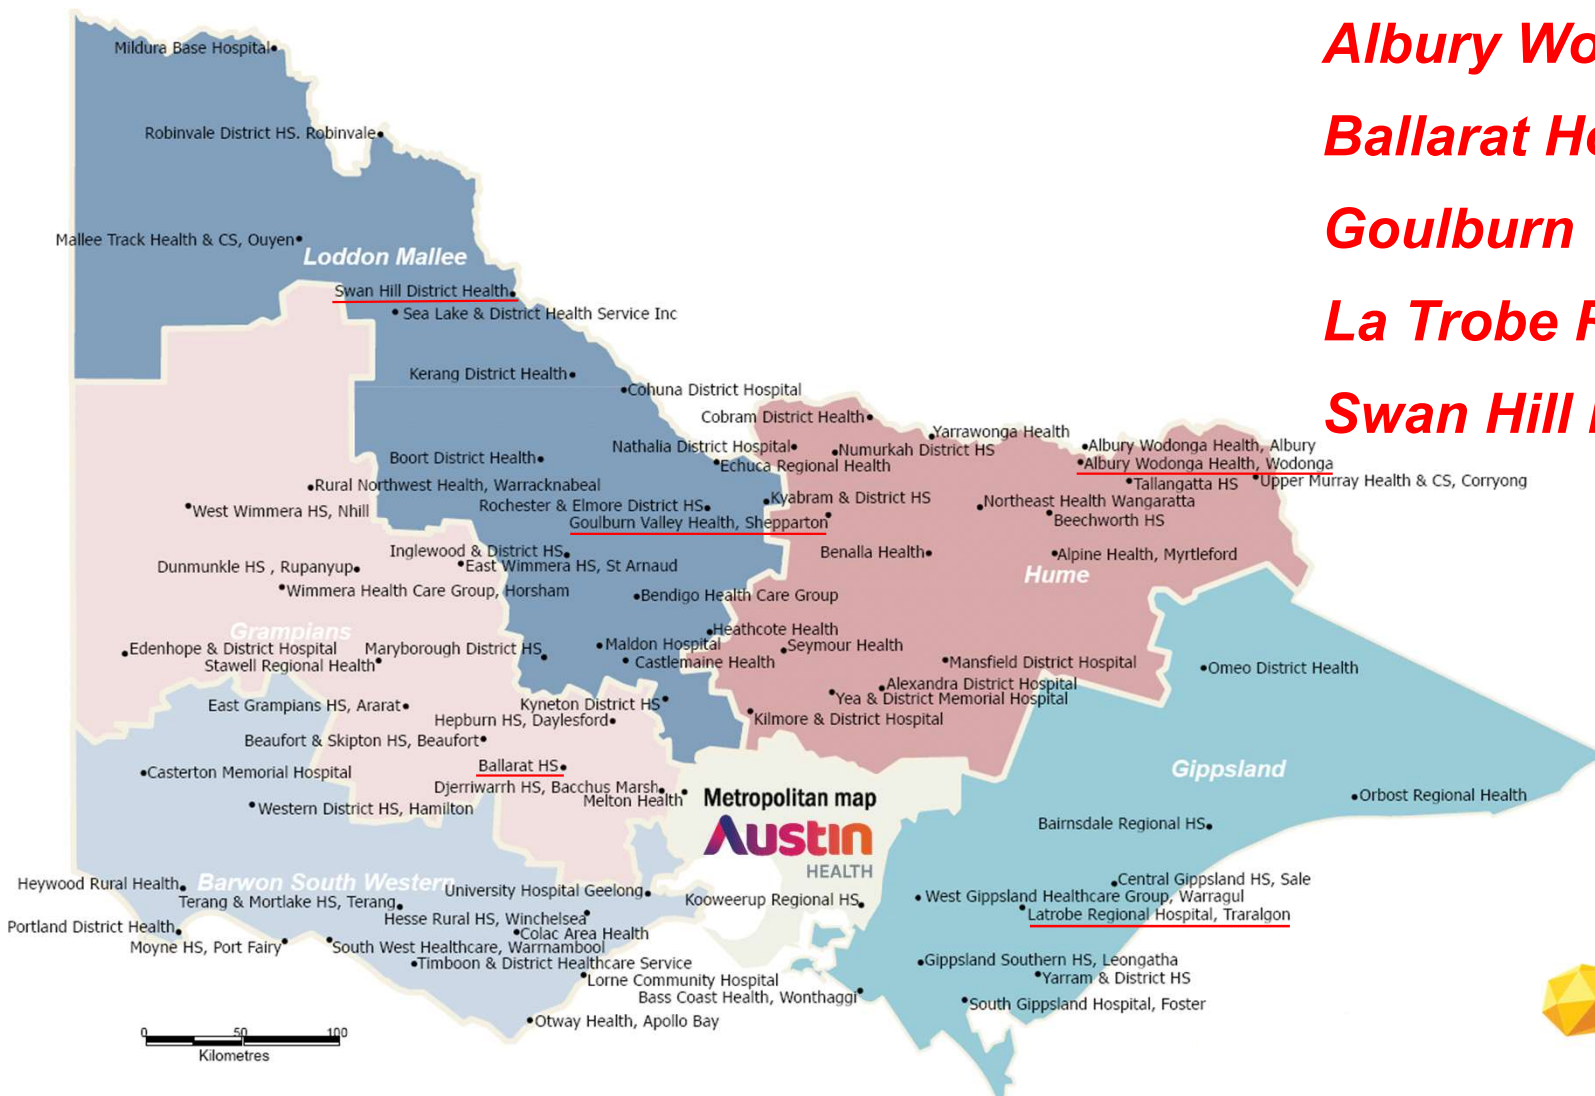 Albury
Ballarat
Goulburn
La Trobe
Swan Hill
Mildura Base Hospital
Robinvale District HS. Robinvale
Mallee Track Health & CS, Ouyen
Loddon Mallee
Swan Hill District Health
Sea Lake & District Health Service Inc
Kerang District Health
Cohuna District Hospital
Cobram District Health
Yarrawonga Health
Nathalia District Hospital
Numurkah District HS
Albury Wodonga Health, Albury
Boort District Health
Echuca Regional Health
Albury Wodonga Health, Wodonga
Rural Northwest Health, Warracknabeal
Tallangatta HS
Upper Murray Health & CS, Corryong
West Wimmera HS, Nhill
Rochester & Elmore District HS
Kyabram & District HS
Northeast Health Wangaratta
Goulburn Valley Health, Shepparton
Beechworth HS
Inglewood & District HS
Benalla Health
Alpine Health, Myrtleford
Dunmunkle HS , Rupanyup
East Wimmera HS, St Arnaud
Hume
Wimmera Health Care Group, Horsham
Bendigo Health Care Group
Grampians
Heathcote Health
Edenhope & District Hospital
Maryborough District HS
Maldon Hospital
Seymour Health
Stawell Regional Health
Castlemaine Health
Mansfield District Hospital
Omeo District Health
Alexandra District Hospital
East Grampians HS, Ararat
Kyneton District HS
Yea & District Memorial Hospital
Hepburn HS, Daylesford
Kilmore & District Hospital
Beaufort & Skipton HS, Beaufort
Ballarat HS
Gippsland
Casterton Memorial Hospital
Djerriwarrh HS, Bacchus Marsh
Melton Health
Metropolitan map
Orbost Regional Health
Western District HS, Hamilton
Austin
HEALTH
Bairnsdale Regional HS
Heywood Rural Health
Barwon South Western
University Hospital Geelong
Central Gippsland HS, Sale
Terang & Mortlake HS, Terang
Kooweerup Regional HS
West Gippsland Healthcare Group, Warragul
Hesse Rural HS, Winchelsea
Latrobe Regional Hospital, Traralgon
Portland District Health
Colac Area Health
Moyne HS, Port Fairy
South West Healthcare, Warrnambool
Timboon & District Healthcare Service
Gippsland Southern HS, Leongatha
Lorne Community Hospital
Yarram & District HS
Bass Coast Health, Wonthaggi
South Gippsland Hospital, Foster
Otway Health, Apollo Bay
0 50 100
Kilometres